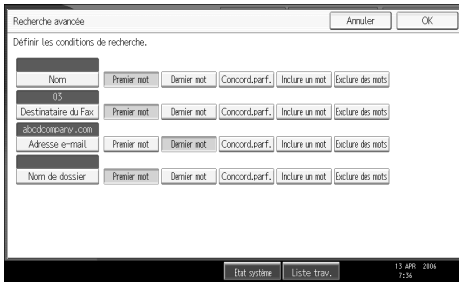 Recherche avancée Annuler OK
Définir les conditions de recherche.
Nom Premier mot Dernier mot Concord.parf. Inclure un mot Exclure des mots
03
Destinataire du Fax Premier mot Dernier mot Concord.parf. Inclure un mot Exclure des mots
abcdcompany.com
Adresse e-mail Premier mot Dernier mot Concord.parf. Inclure un mot Exclure des mots
Nom de dossier Premier mot Dernier mot Concord.parf. Inclure un mot Exclure des mots
Etat système Liste trav. 13 APR 2006
7:36